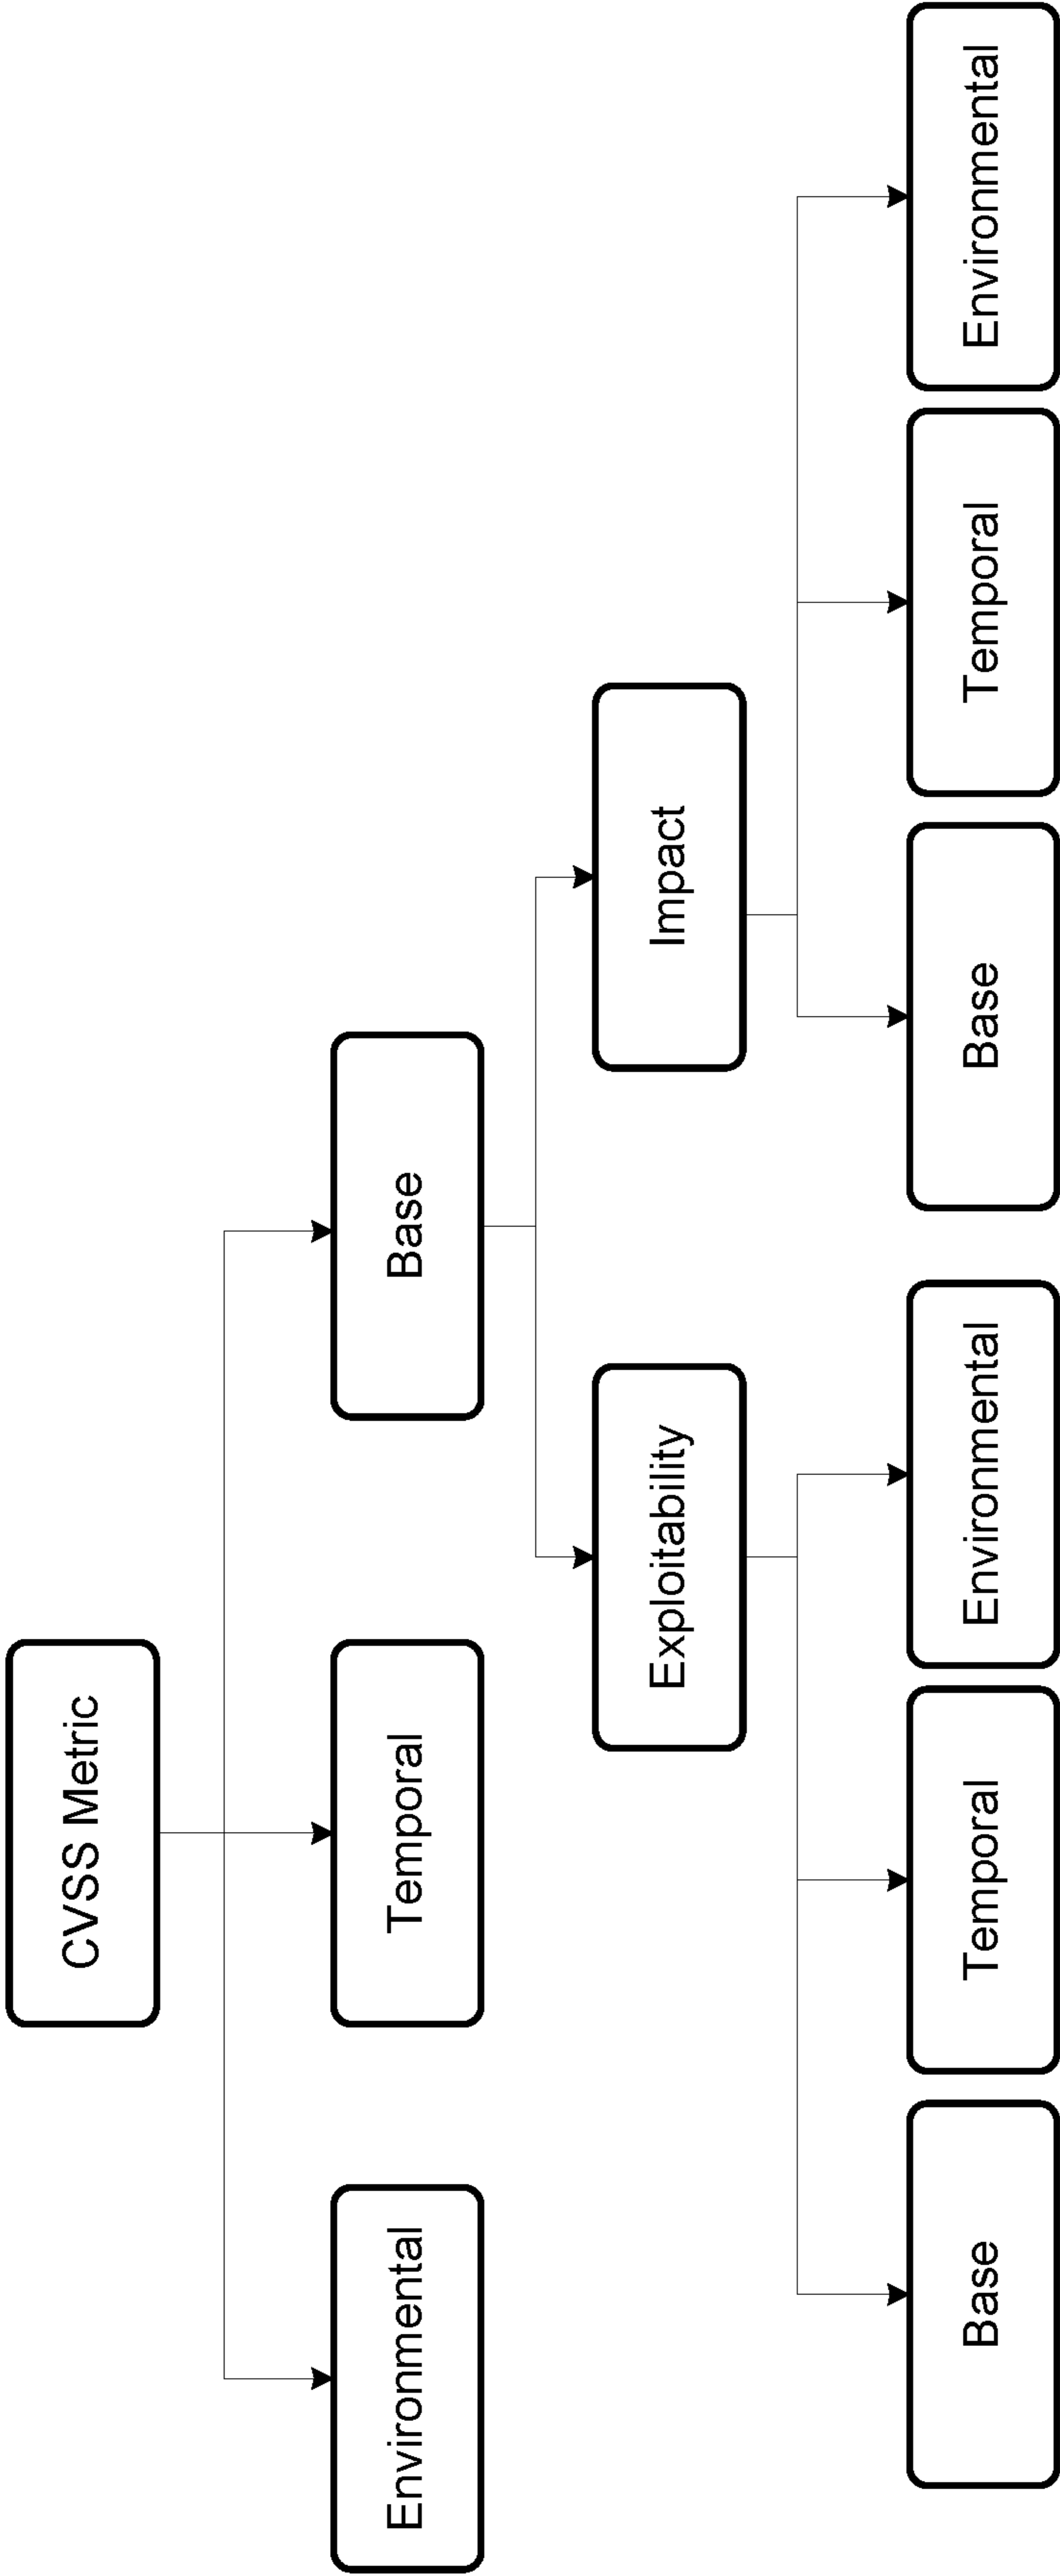 CVSS Metric
Environmental
Temporal
Base
Exploitability
Impact
Base
Temporal
Environmental
Base
Temporal
Environmental